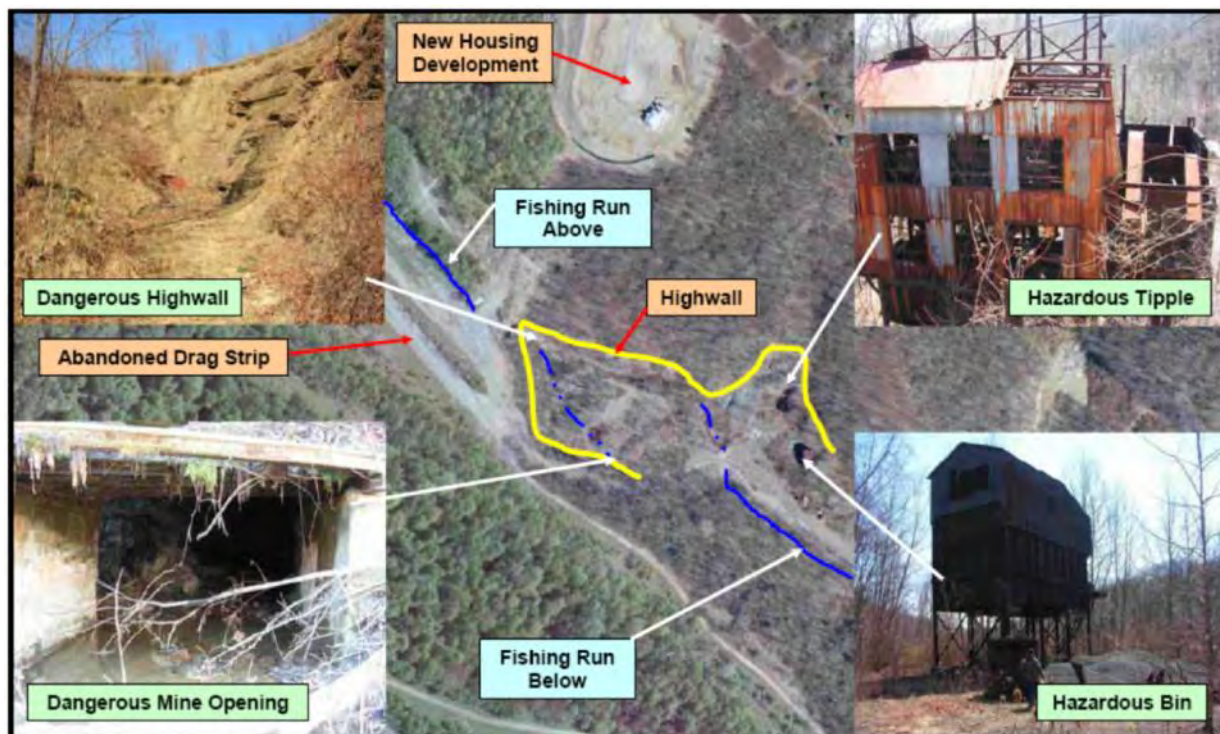 New Housing
Development
Fishing Run
Above
Dangerous Highwall
Highwall
Hazardous Tipple
Abandoned Drag Strip
Fishing Run
Below
Dangerous Mine Opening
Hazardous Bin